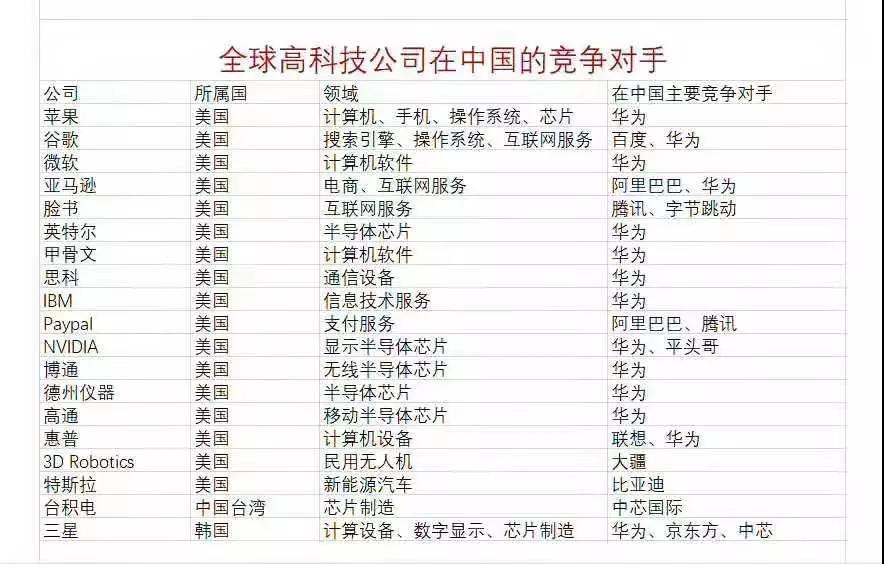 全球高科技公司在中国的竞争对手
公司 所属国 领域 在中国主要竞争对手
苹果 美国 计算机、手机、操作系统、芯片 华为
谷歌 美国 搜索引擎、操作系统、互联网服务 百度、华为
微软 美国 计算机软件 华为
亚马逊 美国 电商、互联网服务 阿里巴巴、华为
脸书 美国 互联网服务 腾讯、字节跳动
英特尔 美国 半导体芯片 华为
甲骨文 美国 计算机软件 华为
思科 美国 通信设备 华为
IBM 美国 信息技术服务 华为
Paypal 美国 支付服务 阿里巴巴、腾讯
NVIDIA 美国 显示半导体芯片 华为、平头哥
博通 美国 无线半导体芯片 华为
德州仪器 美国 半导体芯片 华为
高通 美国 移动半导体芯片 华为
惠普 美国 计算机设备 联想、华为
3D Robotics 美国 民用无人机 大疆
特斯拉 美国 新能源汽车 比亚迪
台积电 中国台湾 芯片制造 中芯国际
三星 韩国 计算设备、数字显示、芯片制造 华为、京东方、中芯